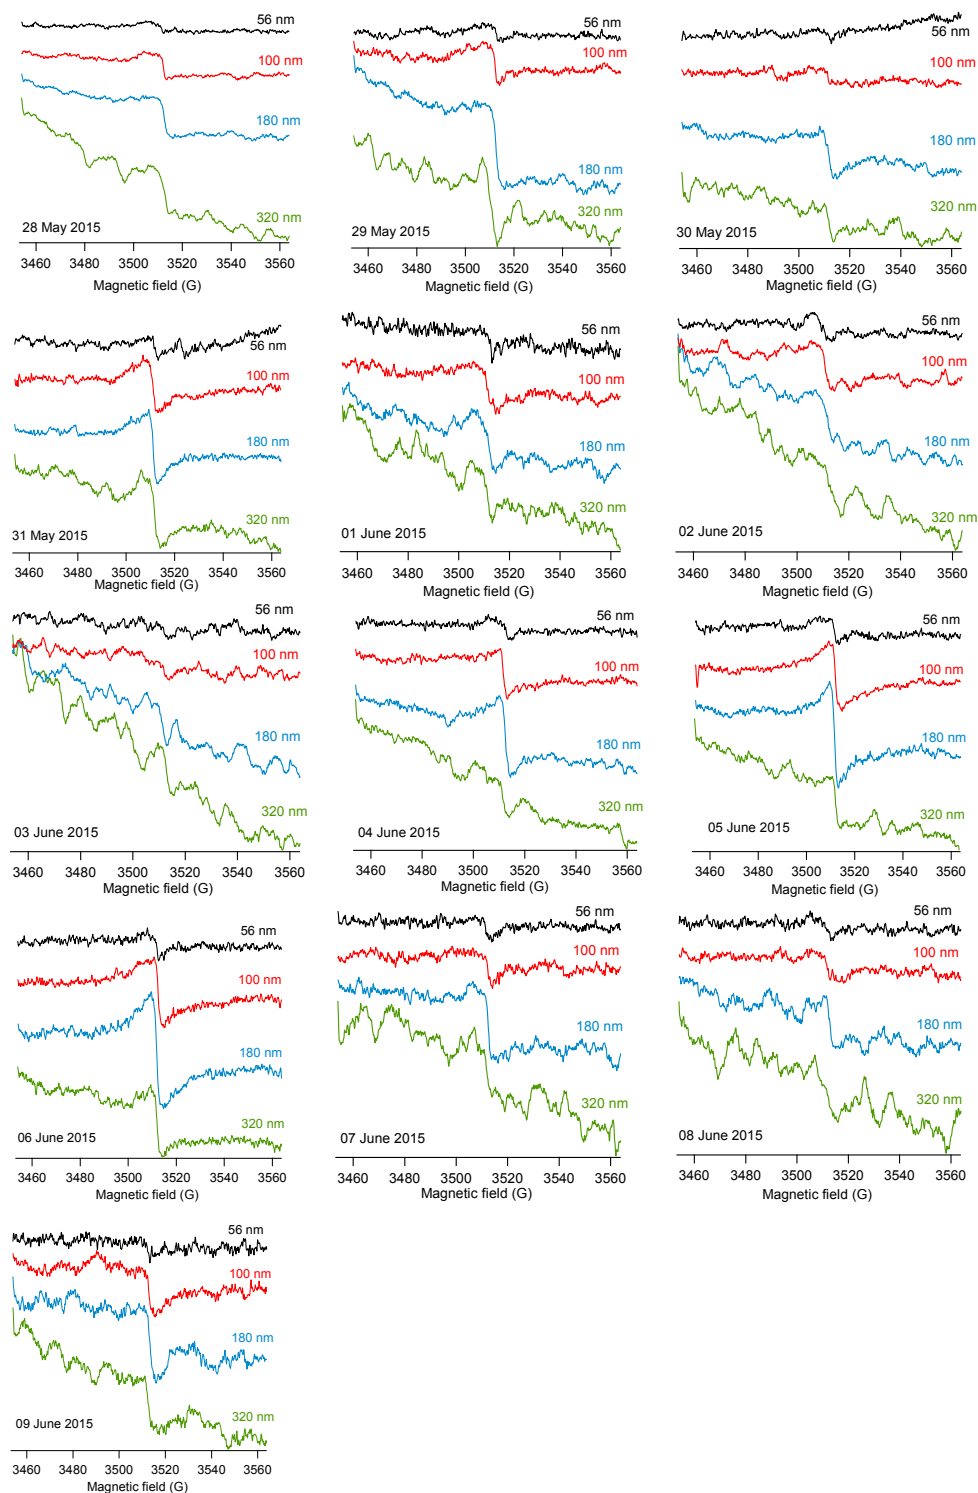 56 nm
100 nm
180 nm
320 nm
28 May 2015
3460 3480 3500 3520 3540 3560
Magnetic field (G)
56 nm
100 nm
180 nm
320 nm
29 May 2015
3460 3480 3500 3520 3540 3560
Magnetic field (G)
56 nm
100 nm
180 nm
320 nm
30 May 2015
3460 3480 3500 3520 3540 3560
Magnetic field (G)
56 nm
100 nm
180 nm
320 nm
31 May 2015
3460 3480 3500 3520 3540 3560
Magnetic field (G)
56 nm
100 nm
180 nm
320 nm
01 June 2015
3460 3480 3500 3520 3540 3560
Magnetic field (G)
56 nm
100 nm
180 nm
320 nm
02 June 2015
3460 3480 3500 3520 3540 3560
Magnetic field (G)
56 nm
100 nm
180 nm
320 nm
03 June 2015
3460 3480 3500 3520 3540 3560
Magnetic field (G)
56 nm
100 nm
180 nm
320 nm
04 June 2015
3460 3480 3500 3520 3540 3560
Magnetic field (G)
56 nm
100 nm
180 nm
320 nm
05 June 2015
3460 3480 3500 3520 3540 3560
Magnetic field (G)
56 nm
100 nm
180 nm
320 nm
06 June 2015
3460 3480 3500 3520 3540 3560
Magnetic field (G)
56 nm
100 nm
180 nm
320 nm
07 June 2015
3460 3480 3500 3520 3540 3560
Magnetic field (G)
56 nm
100 nm
180 nm
320 nm
08 June 2015
3460 3480 3500 3520 3540 3560
Magnetic field (G)
56 nm
100 nm
180 nm
320 nm
09 June 2015
3460 3480 3500 3520 3540 3560
Magnetic field (G)